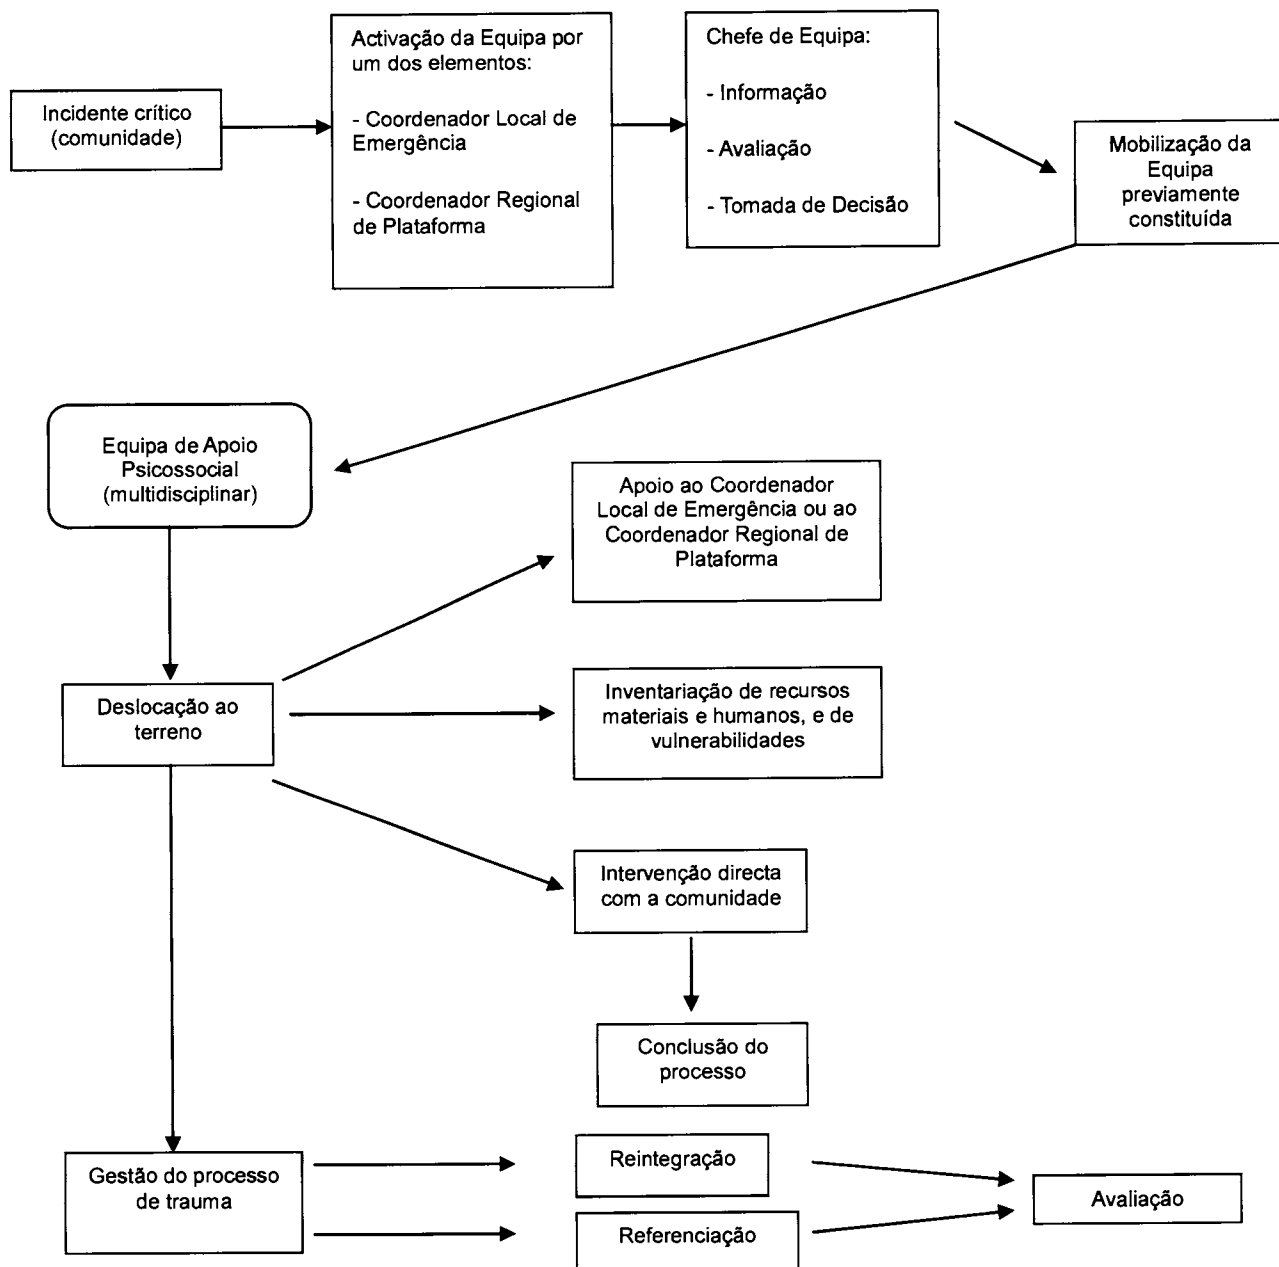 Incidente crítico
(comunidade)
Activação da Equipa por
um dos elementos:
- Coordenador Local de
Emergência
- Coordenador Regional
de Plataforma
Chefe de Equipa:
- Informação
- Avaliação
- Tomada de Decisão
Mobilização da
Equipa
previamente
constituída
Equipa de Apoio
Psicossocial
(multidisciplinar)
Apoio ao Coordenador
Local de Emergência ou ao
Coordenador Regional de
Plataforma
Deslocação ao
terreno
Inventariação de recursos
materiais e humanos, e de
vulnerabilidades
Intervenção directa
com a comunidade
Conclusão do
processo
Gestão do processo
de trauma
Reintegração
Referenciação
Avaliação